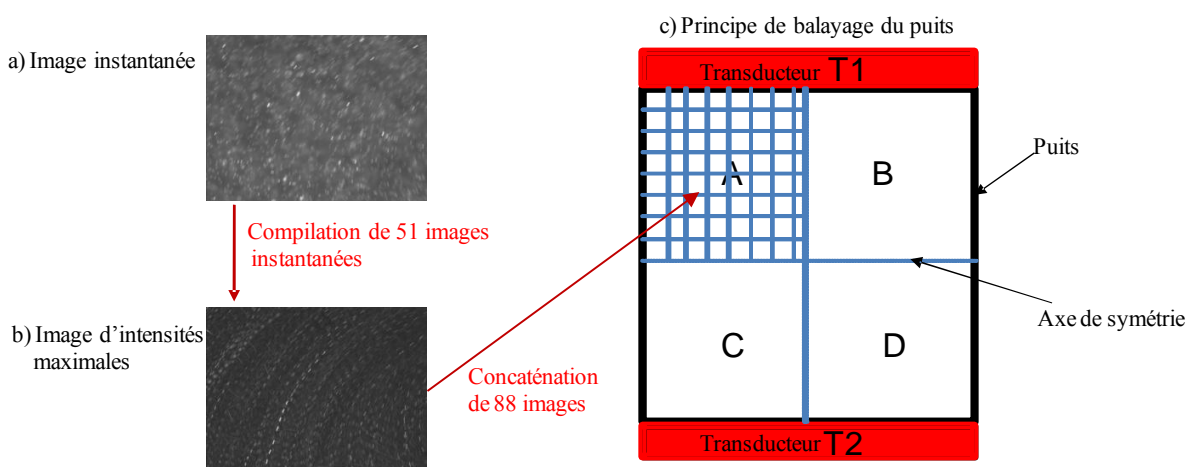 a) Image instantanée
Compilation de 51 images
instantanées
b) Image d’intensités
maximales
Concaténation
de 88 images
c) Principe de balayage du puits
Transducteur T1
A
B
Puits
Axe de symétrie
C
D
Transducteur T2